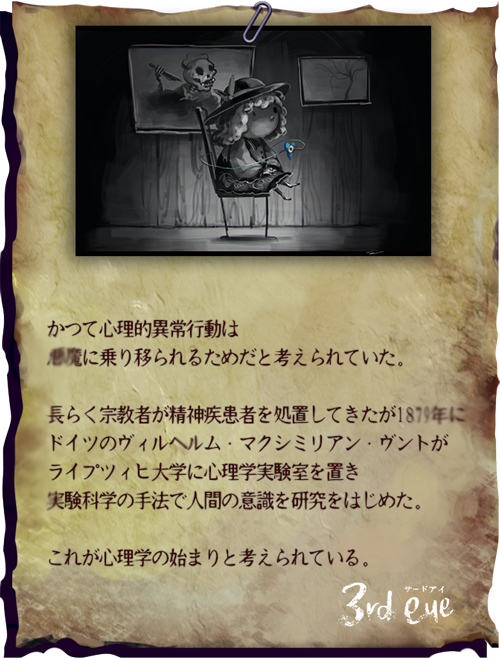 かつて心理的異常行動は
悪魔に乗り移られるためだと考えられていた。
長らく宗教者が精神疾患者を処置してきたが1879年に
ドイツのヴィルヘルム・マクシミリアン・ヴントが
ライプツィヒ大学に心理学実験室を置き
実験科学の手法で人間の意識を研究をはじめた。
これが心理学の始まりと考えられている。
サードアイ
3rd eye